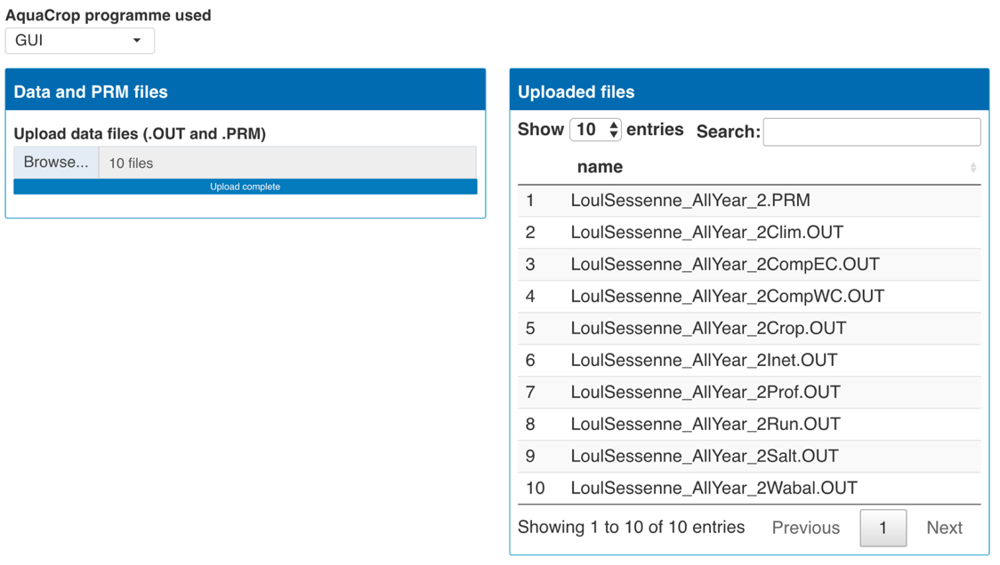 AquaCrop programme used
GUI
Data and PRM files
Upload data files (.OUT and .PRM)
Browse... 10 files
Upload complete
Uploaded files
Show 10 entries Search:
name
1 LoulSessenne_AllYear_2.PRM
2 LoulSessenne_AllYear_2Clim.OUT
3 LoulSessenne_AllYear_2CompEC.OUT
4 LoulSessenne_AllYear_2CompWC.OUT
5 LoulSessenne_AllYear_2Crop.OUT
6 LoulSessenne_AllYear_2Inet.OUT
7 LoulSessenne_AllYear_2Prof.OUT
8 LoulSessenne_AllYear_2Run.OUT
9 LoulSessenne_AllYear_2Salt.OUT
10 LoulSessenne_AllYear_2Wabal.OUT
Showing 1 to 10 of 10 entries Previous 1 Next